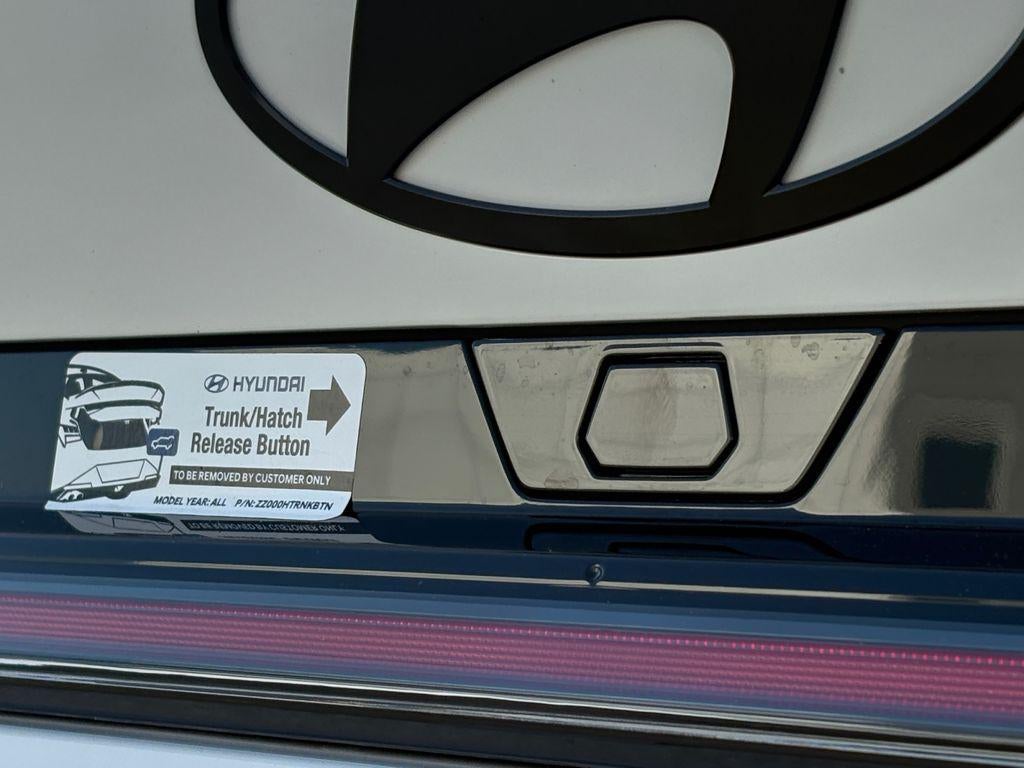 HYUNDAI
Trunk/Hatch
Release Button
TO BE REMOVED BY CUSTOMER ONLY
MODEL YEAR: ALL P/N: ZZ000HTRNKBTN